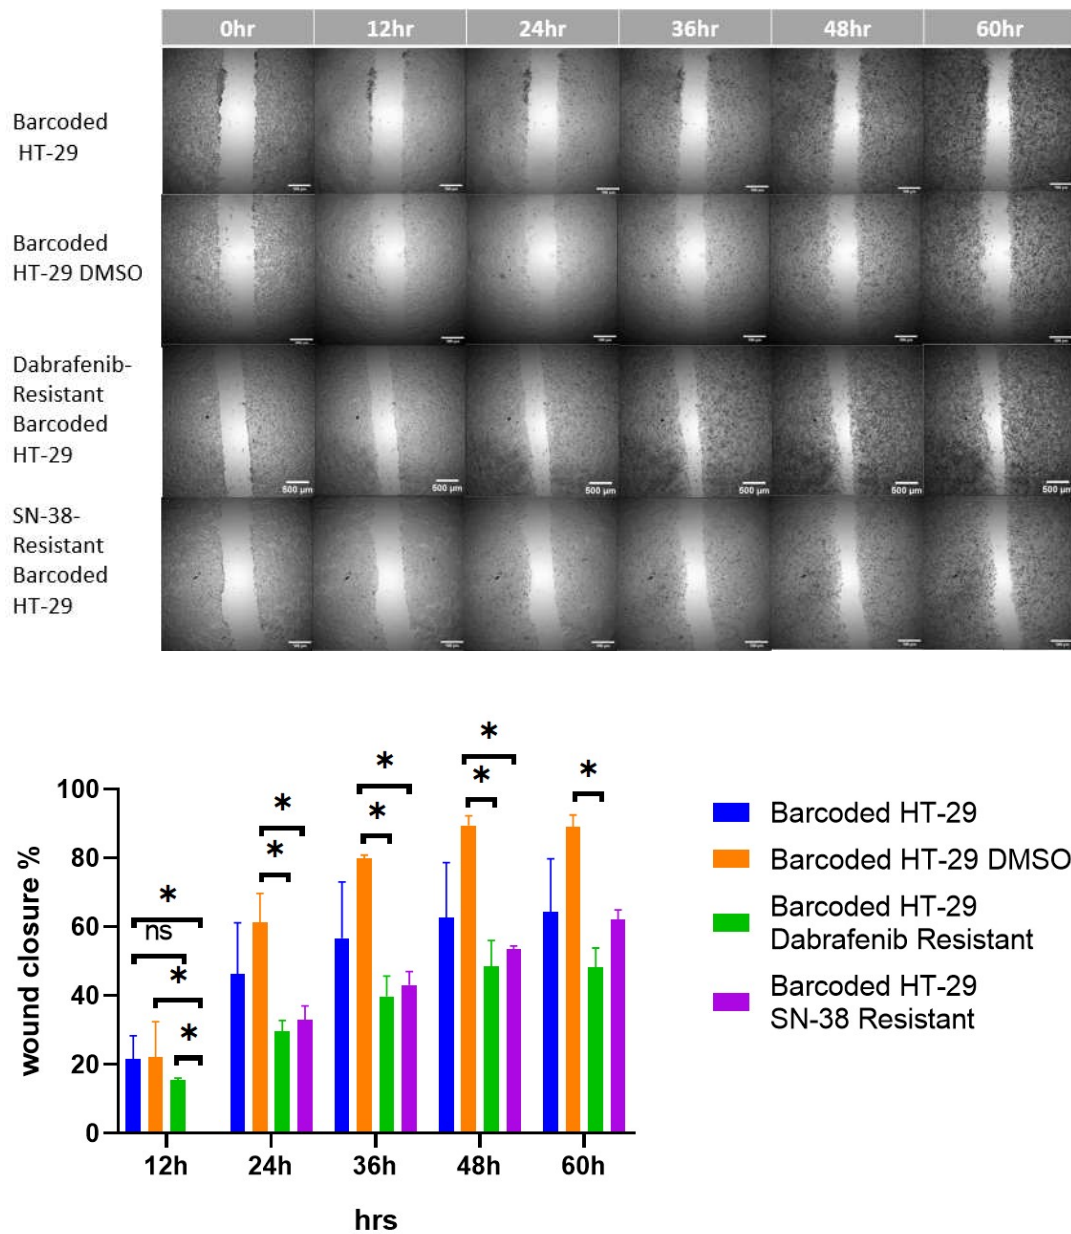 0hr 12hr 24hr 36hr 48hr 60hr
Barcoded
HT-29
Barcoded
HT-29 DMSO
Dabrafenib-
Resistant
Barcoded
HT-29
500 µm 500 µm 500 µm 500 µm 500 µm 500 µm
SN-38-
Resistant
Barcoded
HT-29
wound closure %
100
80
60
40
20
0
* ns * *
* *
* *
* *
*
12h 24h 36h 48h 60h
hrs
Barcoded HT-29
Barcoded HT-29 DMSO
Barcoded HT-29
Dabrafenib Resistant
Barcoded HT-29
SN-38 Resistant